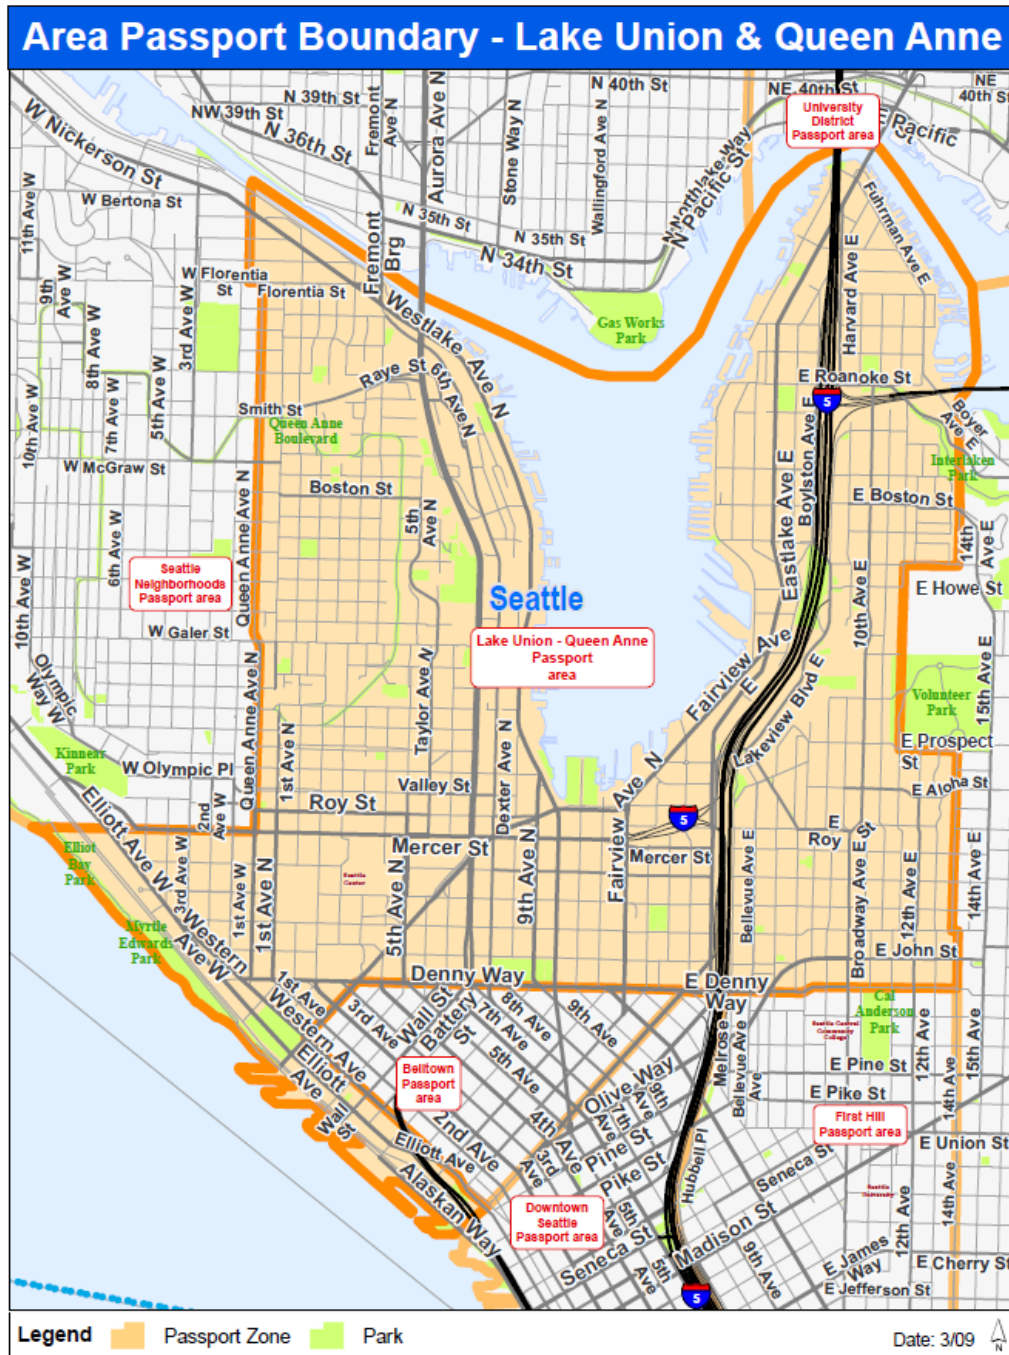 Area Passport Boundary - Lake Union & Queen Anne
N 39th St
NW 39th St
N 36th St
Fremont
Ave N
Aurora Ave N
Stone Way N
Wallingford Ave N
N 40th St
NE 40th St
NE
40th St
University
District
Passport area
E Pacific
St
N Northlake Way
N Pacific St
W Nickerson St
W Bertona St
11th Ave W
N 35th St
N 35th St
N 34th St
Fremont
Brg
Fuhrman Ave E
Harvard Ave E
9th
Ave W
8th Ave W
W Florentia
St
Florentia St
3rd Ave W
Westlake Ave N
Gas Works
Park
Raye St
6th Ave N
E Roanoke St
5
Boyer
Ave E
10th Ave W
7th Ave W
5th Ave W
Smith St
Queen Anne
Boulevard
W McGraw St
Interlaken
Park
Boylston Ave E
Eastlake Ave E
Boston St
E Boston St
5th
Ave N
6th Ave W
Queen Anne Ave N
14th
Ave E
Seattle
Neighborhoods
Passport area
Seattle
E Howe St
10th Ave W
10th Ave E
W Galer St
Lake Union - Queen Anne
Passport
area
Fairview Ave
E
Olympic
Way W
Queen Anne Ave N
Taylor Ave N
Lakeview Blvd E
Volunteer
Park
15th Ave E
E Prospect
St
Kinnear
Park
W Olympic Pl
1st Ave N
Valley St
Dexter Ave N
Fairview Ave N
E Aloha St
2nd
Ave W
Roy St
5
E
Roy
St
Elliott Ave W
Mercer St
Mercer St
Elliot
Bay
Park
3rd Ave W
1st Ave W
1st Ave N
Seattle
Center
5th Ave N
9th Ave N
Fairview Ave
Bellevue Ave E
Broadway Ave E
12th Ave E
14th Ave E
Myrtle
Edwards
Park
Western
Ave W
E John St
Denny Way
E Denny
Way
1st Ave
Western Ave
3rd Ave
Wall St
Battery
St
7th Ave
8th Ave
9th Ave
5th Ave
Cal
Anderson
Park
Seattle Central
Community
College
Melrose
Bellevue Ave
Ave
12th Ave
15th Ave
E Pine St
Elliott
Ave
Belltown
Passport
area
Olive Way
9th
Ave
7th
Ave
E Pike St
14th Ave
Wall
St
2nd Ave
4th Ave
First Hill
Passport area
E Union St
Elliott Ave
3rd
Ave
Pine St
Pike St
Hubbell Pl
Seneca St
Alaskan Way
Seattle
University
12th Ave
14th Ave
Downtown
Seattle
Passport area
5th
Ave
Madison St
Seneca St
5th
Ave
9th Ave
E James
Way
E Cherry St
E Jefferson St
5
Legend
Passport Zone
Park
Date: 3/09
N